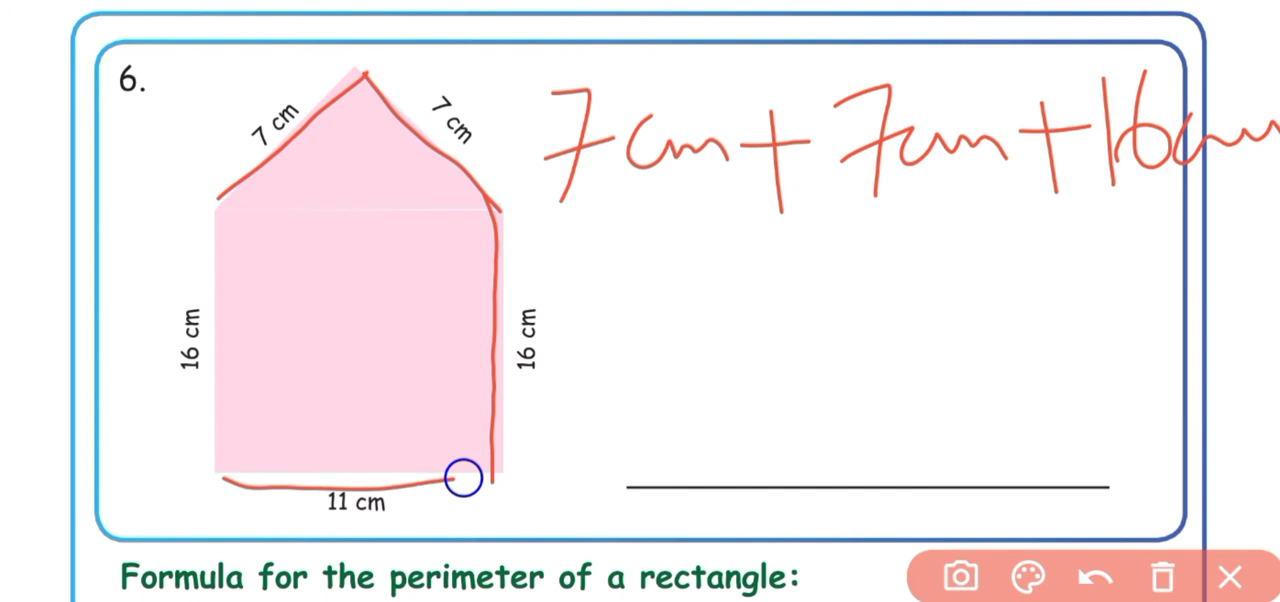 6.
7 cm
7 cm
7cm + 7cm + 16cm
16 cm
16 cm
11 cm
Formula for the perimeter of a rectangle: